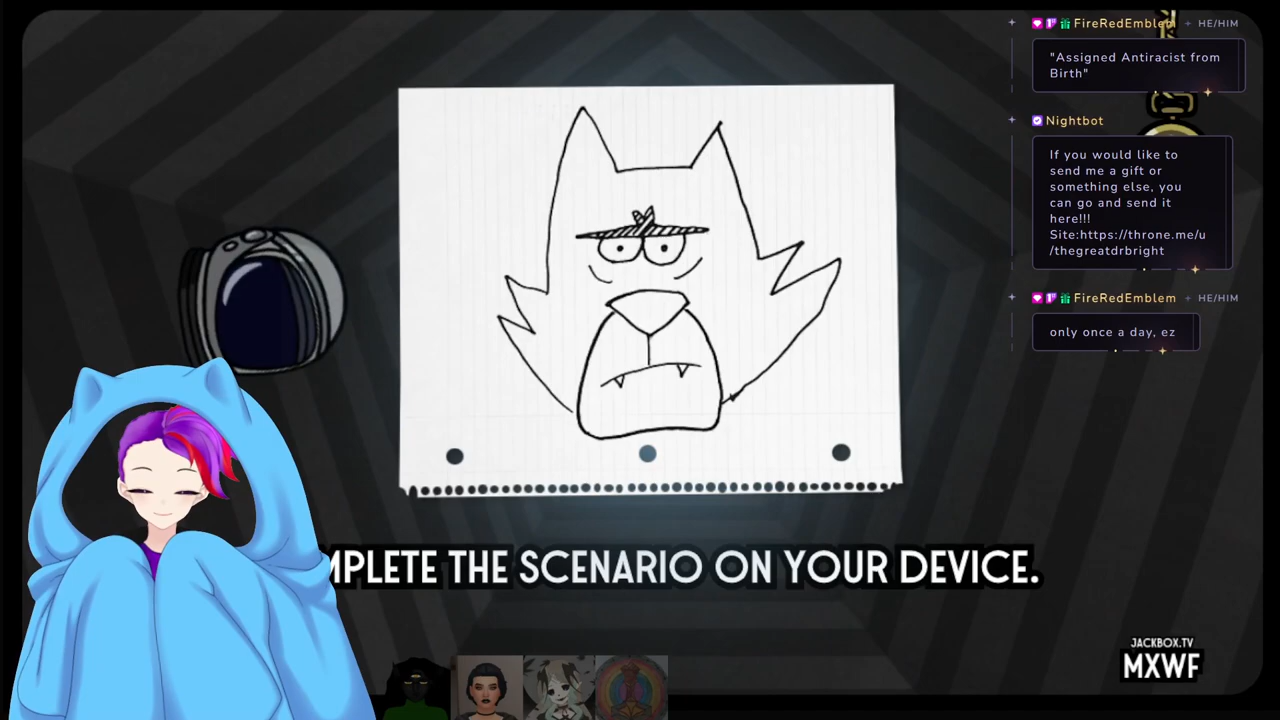 FireRedEmblem HE/HIM
"Assigned Antiracist from
Birth"
Nightbot
If you would like to
send me a gift or
something else, you
can go and send it
here!!!
Site:https://throne.me/u
/thegreatdrbright
FireRedEmblem HE/HIM
only once a day, ez
MPLETE THE SCENARIO ON YOUR DEVICE.
JACKBOX.TV
MXWF